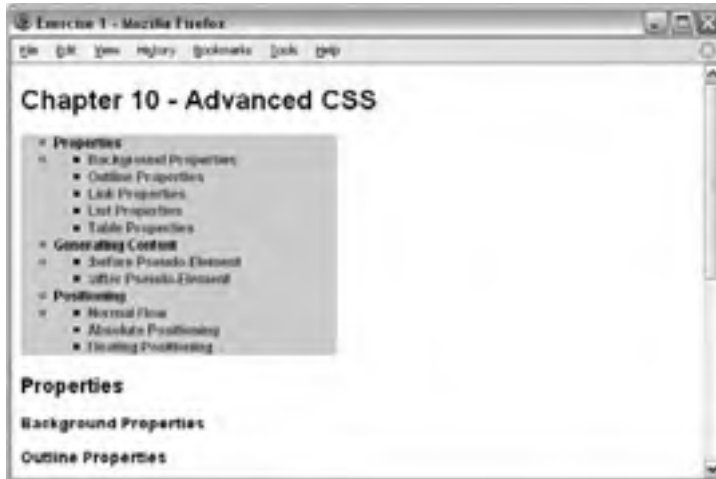 Exercise 1 - Mozilla Firefox
File Edit View History Bookmarks Tools Help
Chapter 10 - Advanced CSS
Properties
Background Properties
Outline Properties
Link Properties
List Properties
Table Properties
Generating Content
:before Pseudo-Element
:after Pseudo-Element
Positioning
Normal Flow
Absolute Positioning
Floating Positioning
Properties
Background Properties
Outline Properties